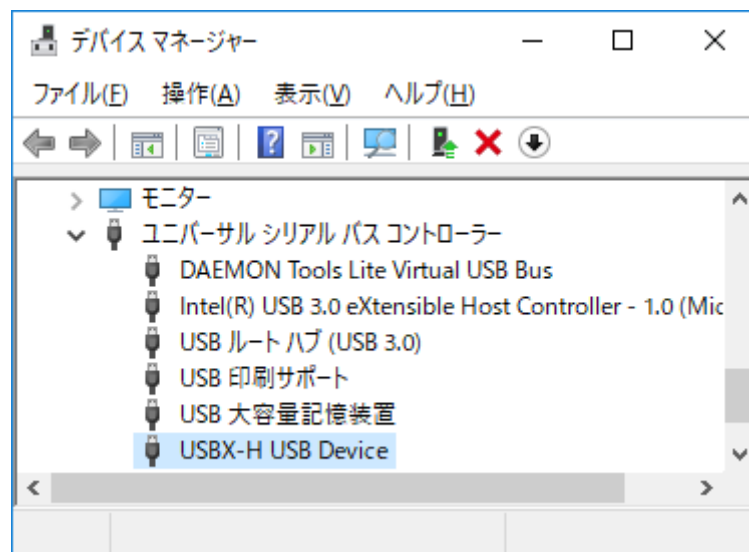 デバイス マネージャー
ファイル(F) 操作(A) 表示(V) ヘルプ(H)
モニター
ユニバーサル シリアル バス コントローラー
DAEMON Tools Lite Virtual USB Bus
Intel(R) USB 3.0 eXtensible Host Controller - 1.0 (Mic
USB ルート ハブ (USB 3.0)
USB 印刷サポート
USB 大容量記憶装置
USBX-H USB Device